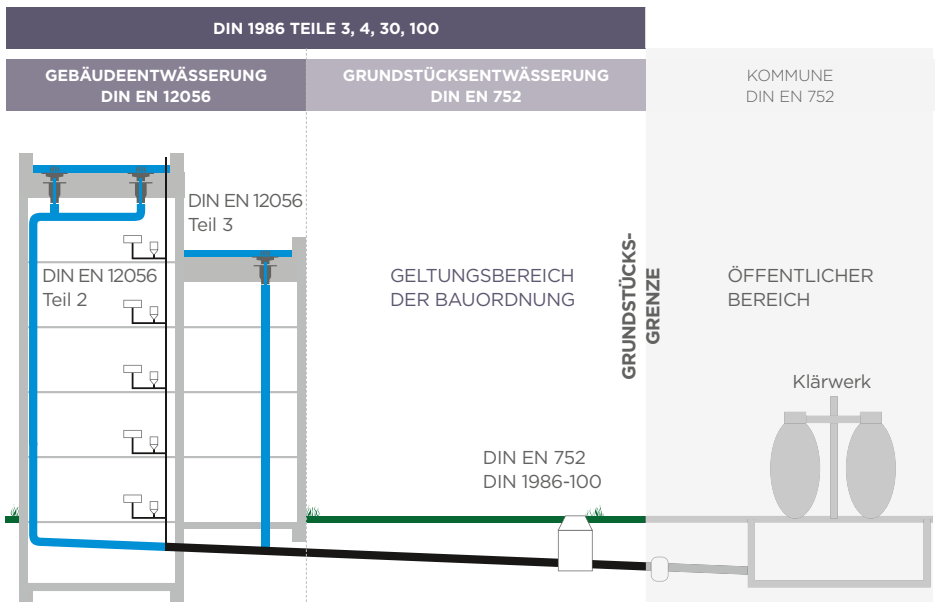 DIN 1986 TEILE 3, 4, 30, 100
GEBÄUDEENTWÄSSERUNG
DIN EN 12056
GRUNDSTÜCKSENTWÄSSERUNG
DIN EN 752
KOMMUNE
DIN EN 752
DIN EN 12056
Teil 3
DIN EN 12056
Teil 2
GELTUNGSBEREICH
DER BAUORDNUNG
GRUNDSTÜCKS-
GRENZE
ÖFFENTLICHER
BEREICH
Klärwerk
DIN EN 752
DIN 1986-100